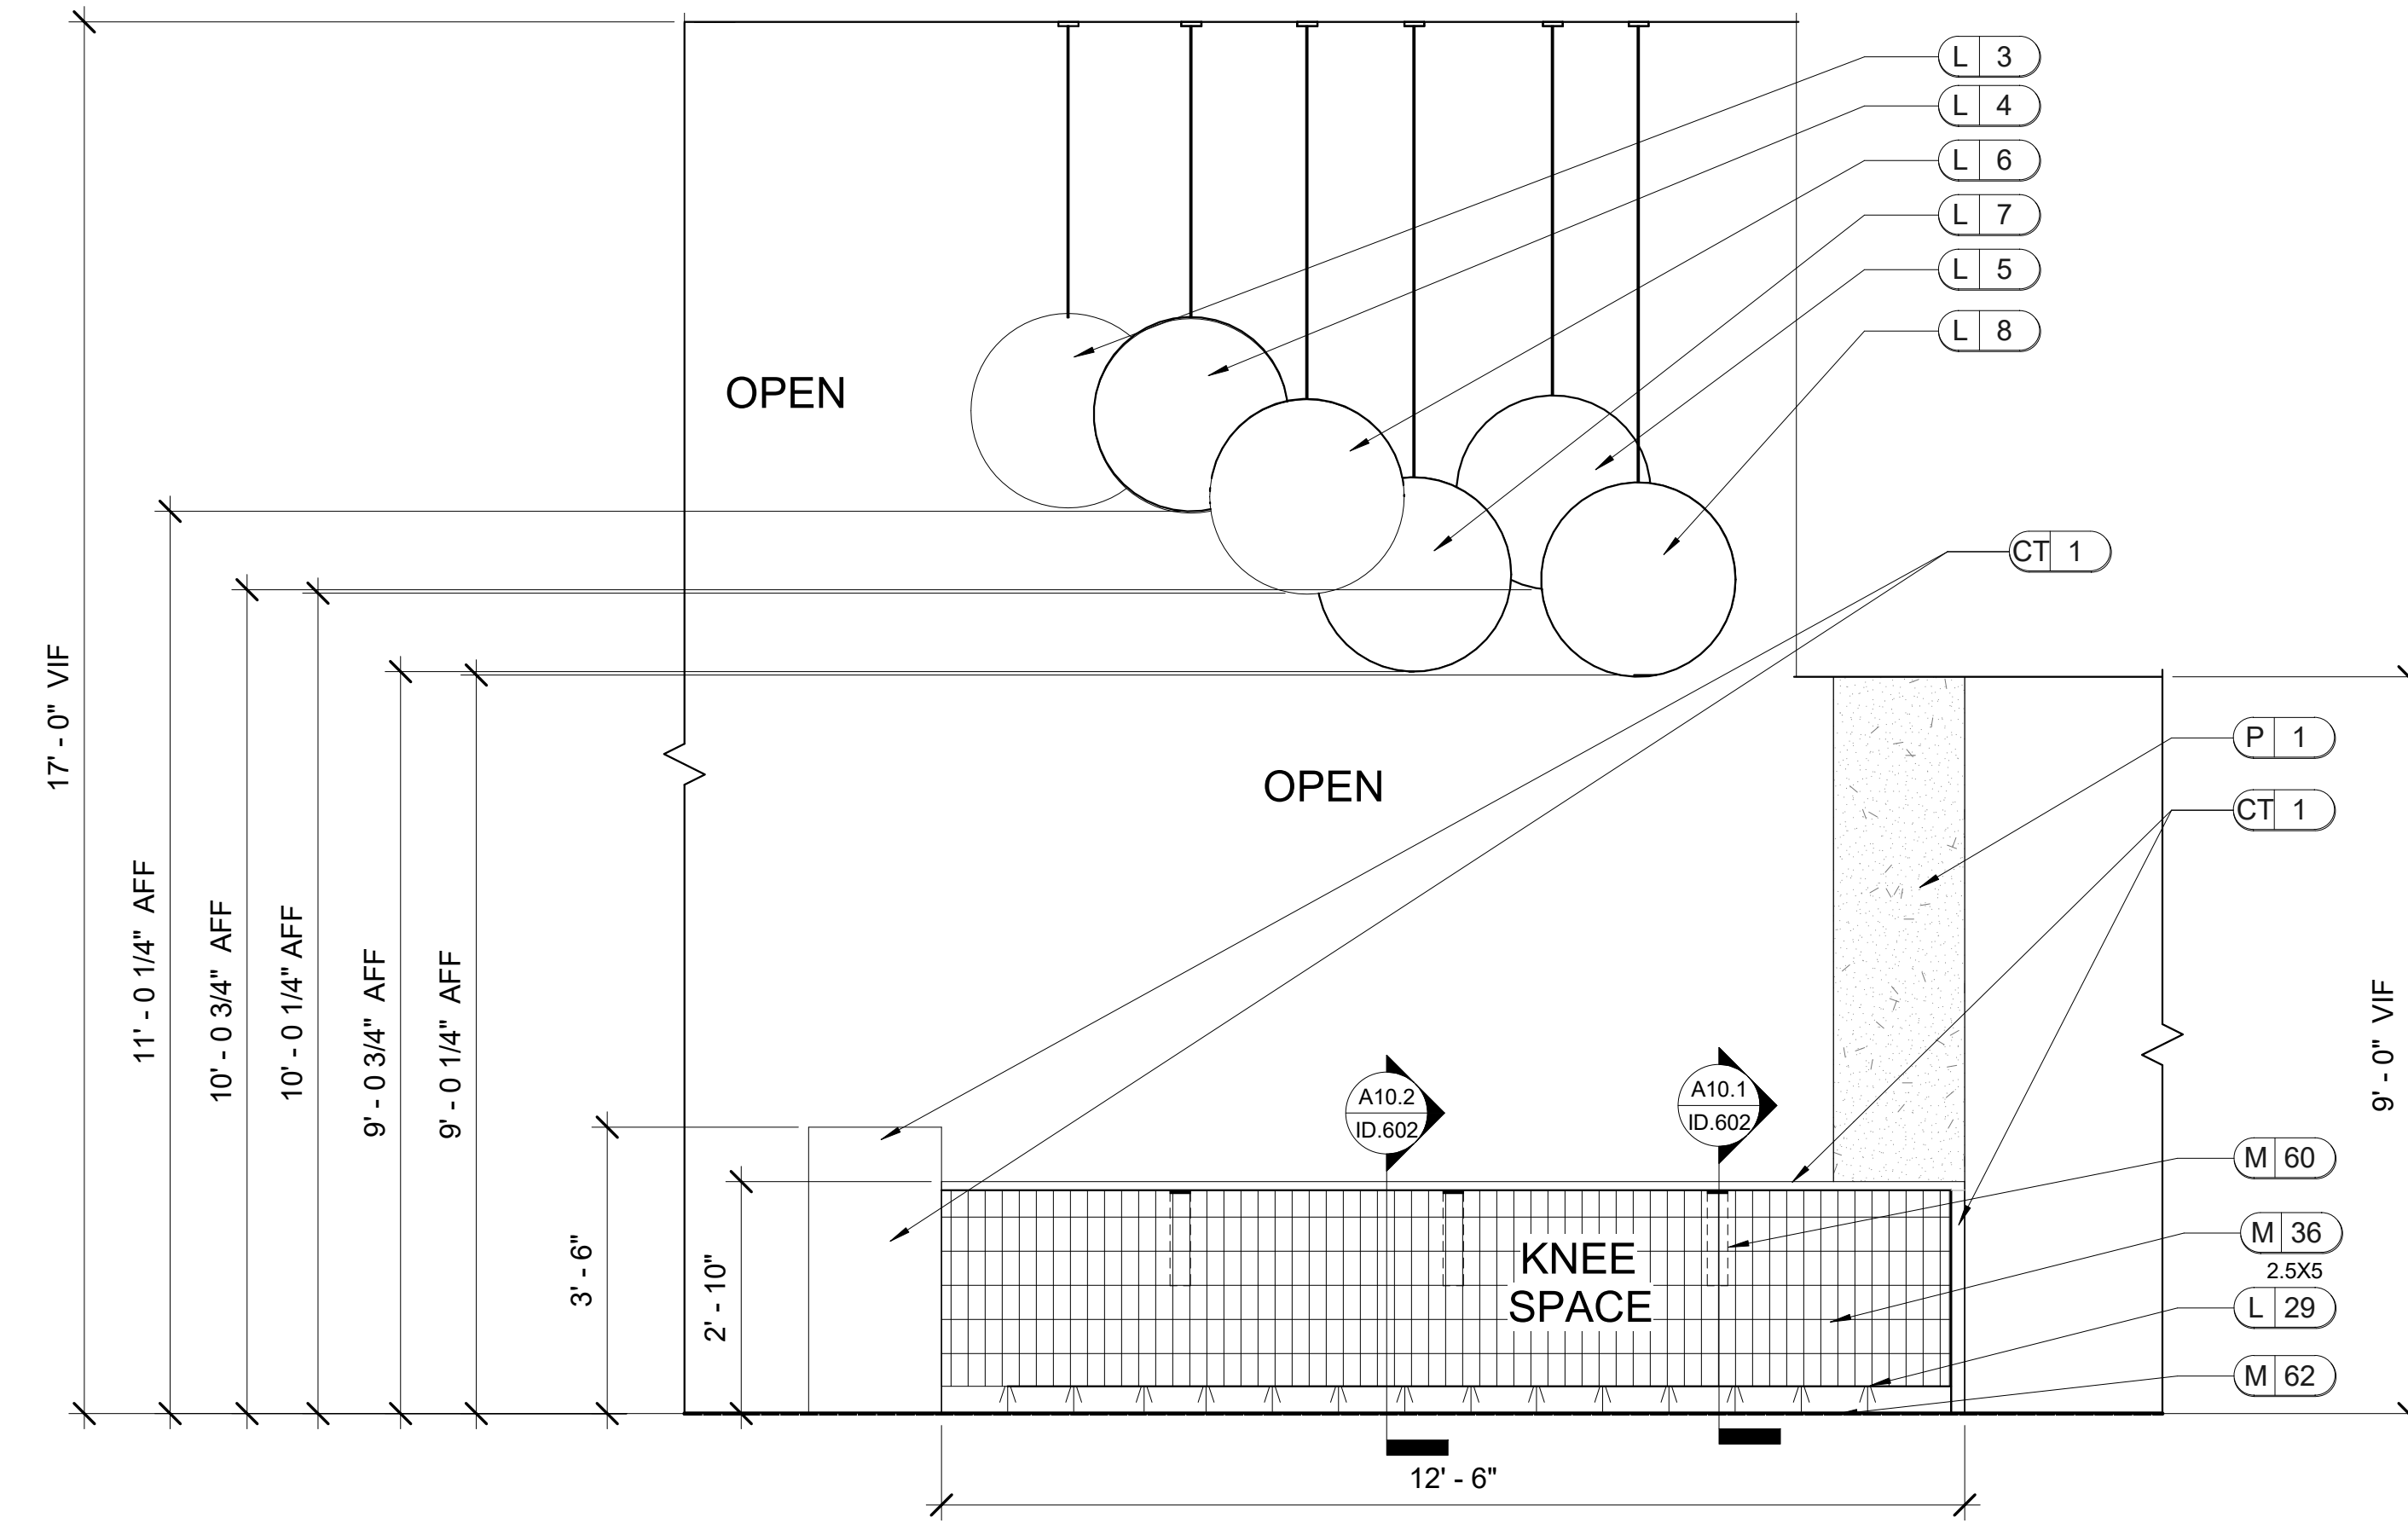 L 3
L 4
L 6
L 7
L 5
L 8
OPEN
CT 1
17' - 0" VIF
P 1
OPEN
CT 1
11' - 0 1/4" AFF
10' - 0 3/4" AFF
10' - 0 1/4" AFF
9' - 0 3/4" AFF
9' - 0 1/4" AFF
9' - 0" VIF
A10.2
ID.602
A10.1
ID.602
M 60
3' - 6"
2' - 10"
KNEE
SPACE
M 36
2.5X5
L 29
M 62
12' - 6"